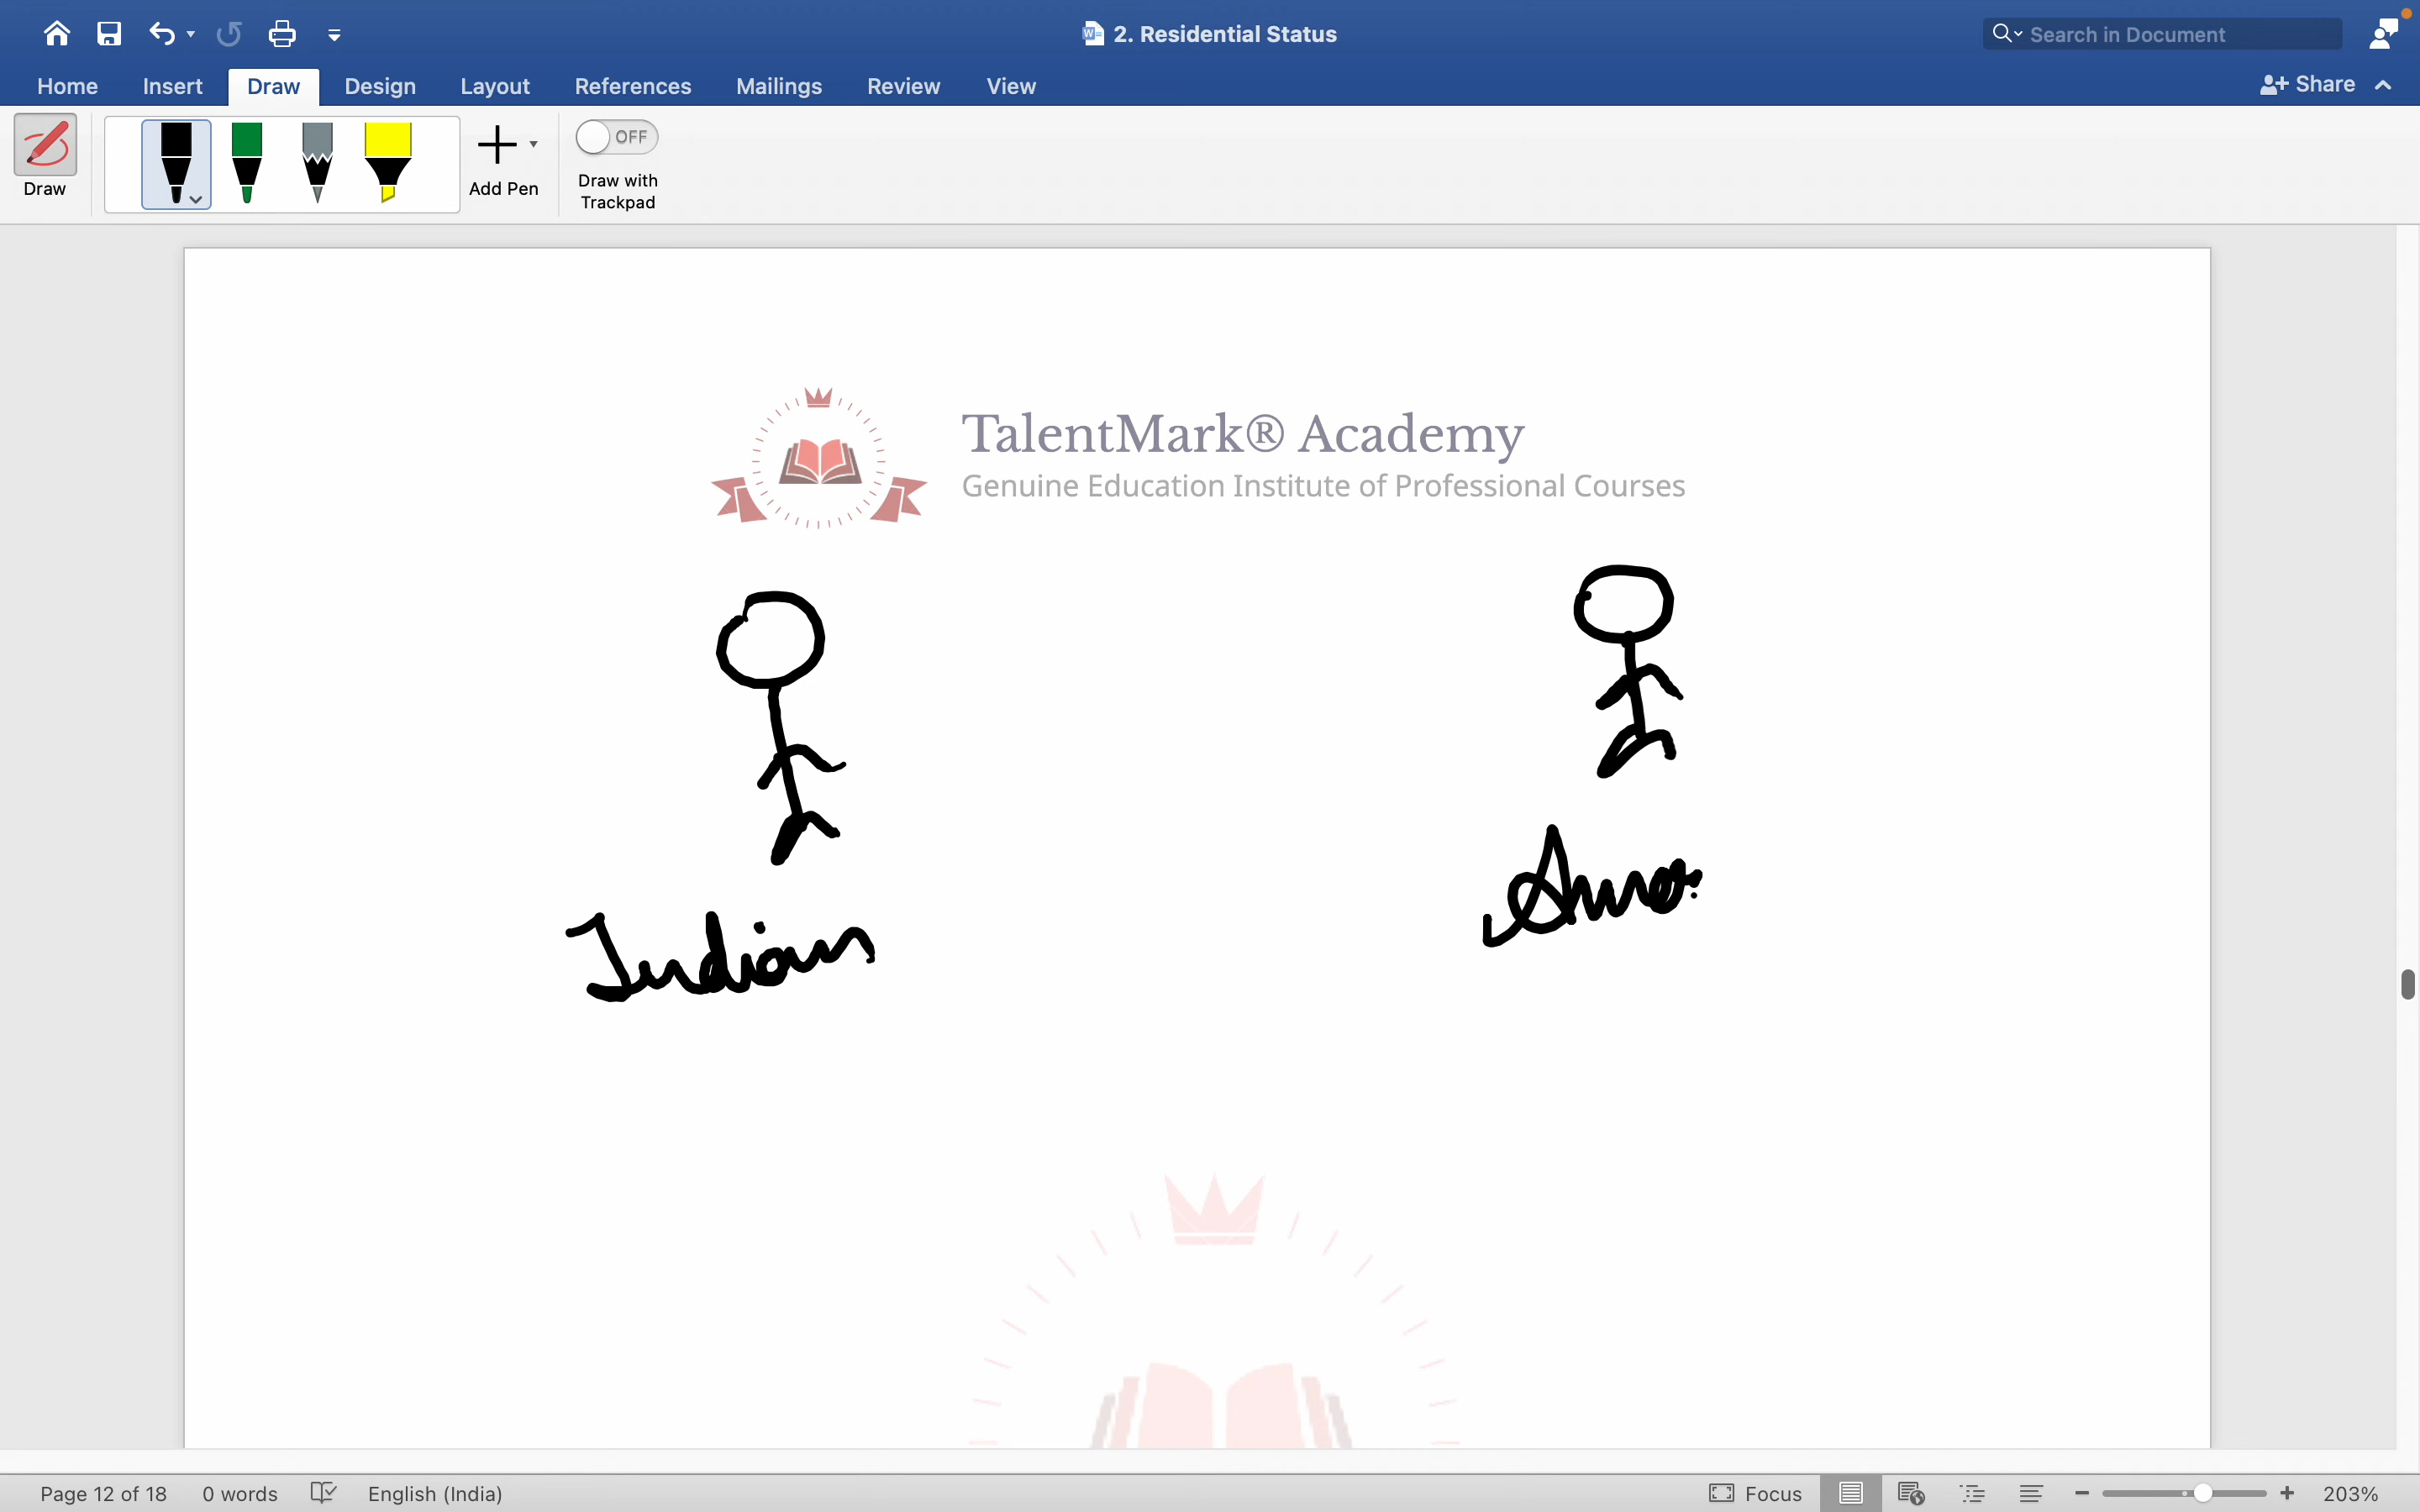 2. Residential Status
Search in Document
Home Insert Draw Design Layout References Mailings Review View Share
OFF
Draw Add Pen Draw with Trackpad
TalentMark® Academy
Genuine Education Institute of Professional Courses
Indian
Page 12 of 18 0 words English (India) Focus 203%